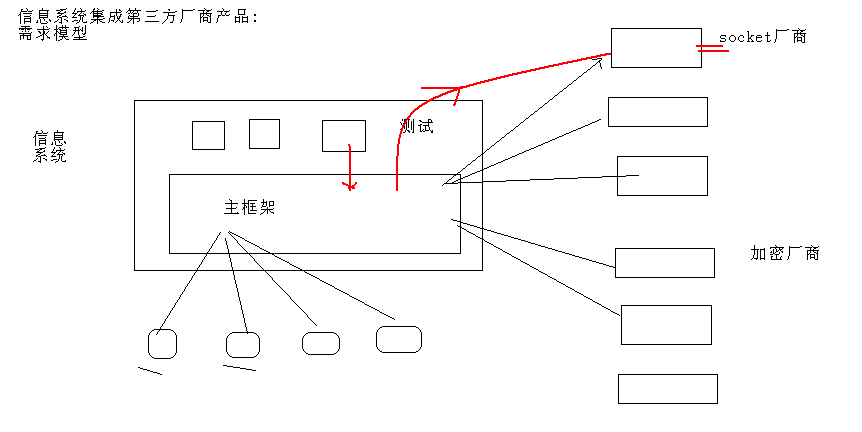 信息系统集成第三方厂商产品:
需求模型
socket厂商
测试
信息
系统
主框架
加密厂商